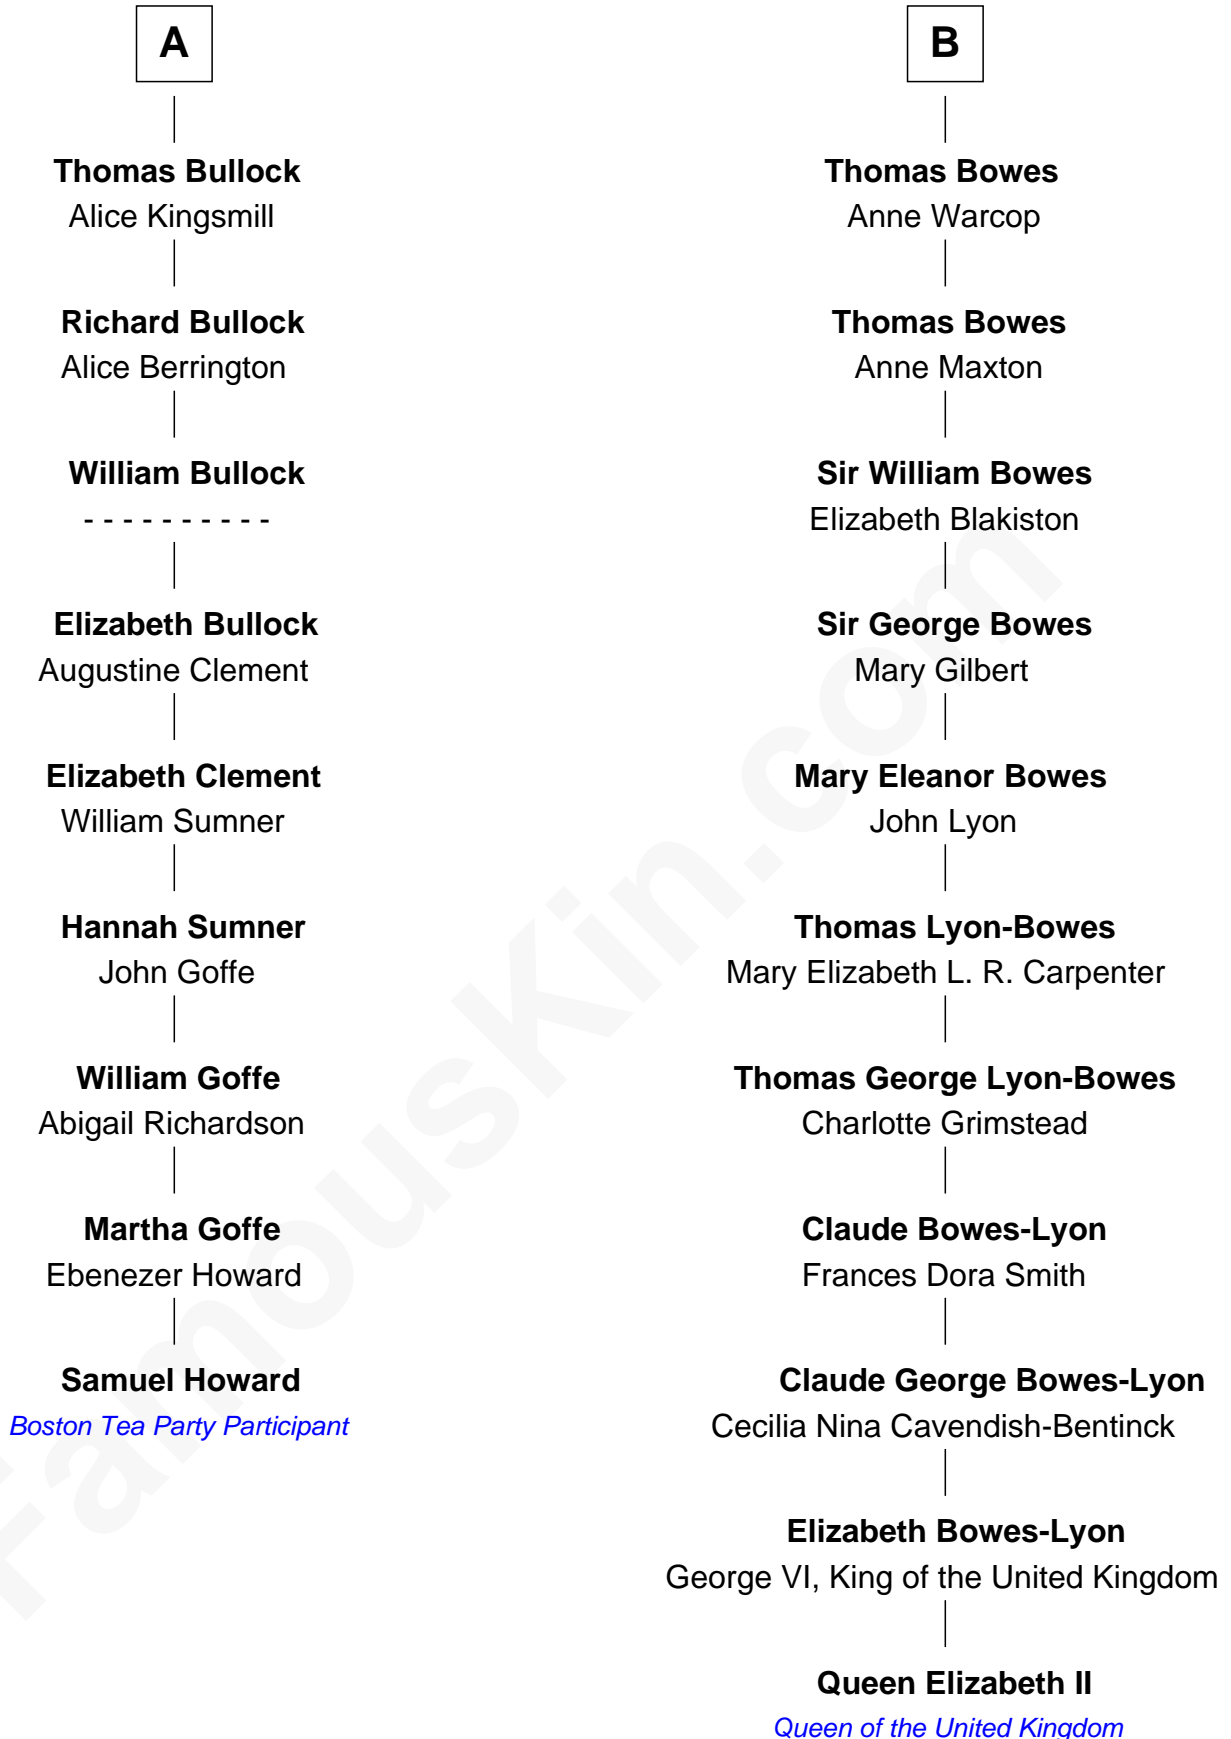 A
Thomas Bullock
Alice Kingsmill
Richard Bullock
Alice Berrington
William Bullock
- - - - - - - - - -
Elizabeth Bullock
Augustine Clement
Elizabeth Clement
William Sumner
Hannah Sumner
John Goffe
William Goffe
Abigail Richardson
Martha Goffe
Ebenezer Howard
Samuel Howard
Boston Tea Party Participant
B
Thomas Bowes
Anne Warcop
Thomas Bowes
Anne Maxton
Sir William Bowes
Elizabeth Blakiston
Sir George Bowes
Mary Gilbert
Mary Eleanor Bowes
John Lyon
Thomas Lyon-Bowes
Mary Elizabeth L. R. Carpenter
Thomas George Lyon-Bowes
Charlotte Grimstead
Claude Bowes-Lyon
Frances Dora Smith
Claude George Bowes-Lyon
Cecilia Nina Cavendish-Bentinck
Elizabeth Bowes-Lyon
George VI, King of the United Kingdom
Queen Elizabeth II
Queen of the United Kingdom
FamousKin.com